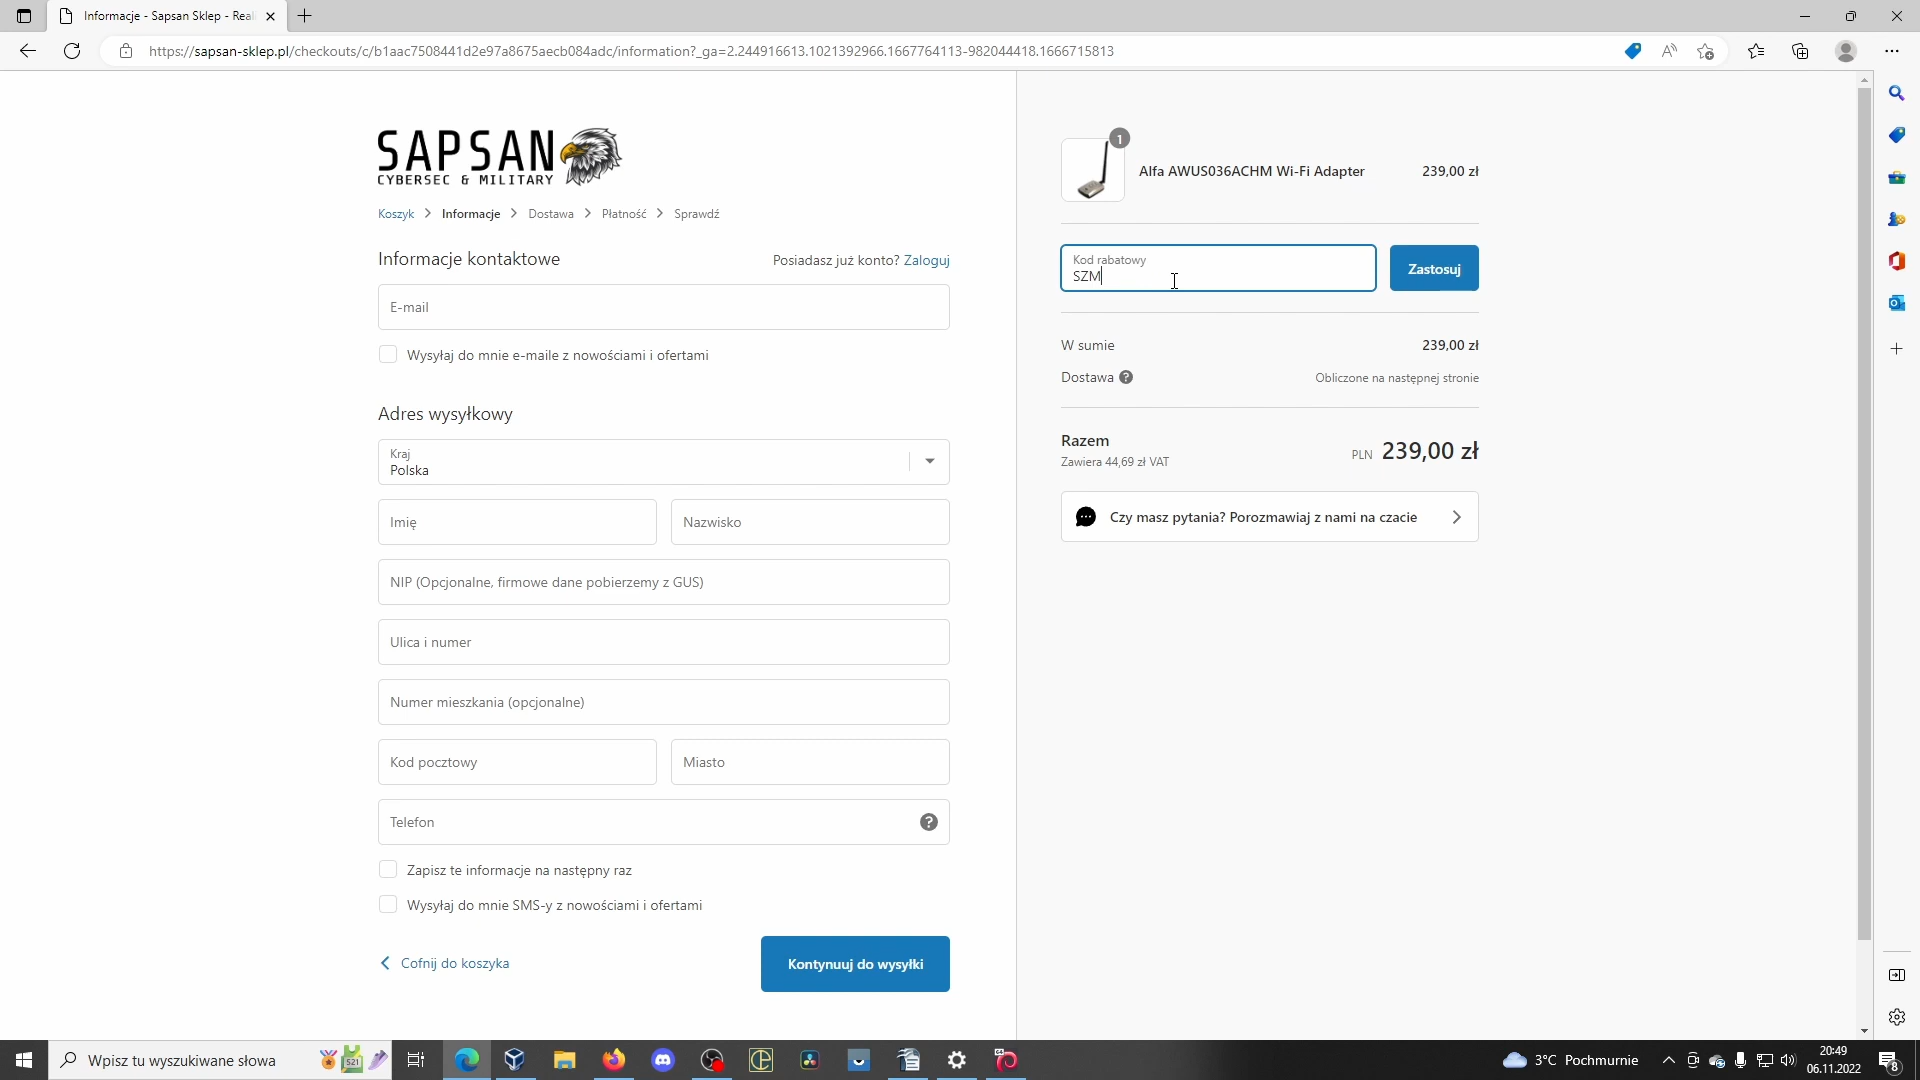 Informacje - Sapsan Sklep - Real
https://sapsan-sklep.pl/checkouts/c/b1aac7508441d2e97a8675aecb084adc/information?_ga=2.244916613.1021392966.1667764113-982044418.1666715813
SAPSAN
CYBERSEC & MILITARY
Koszyk > Informacje > Dostawa > Płatność > Sprawdź
Informacje kontaktowe
Posiadasz już konto? Zaloguj
E-mail
Wysyłaj do mnie e-maile z nowościami i ofertami
Adres wysyłkowy
Kraj
Polska
Imię
Nazwisko
NIP (Opcjonalne, firmowe dane pobierzemy z GUS)
Ulica i numer
Numer mieszkania (opcjonalne)
Kod pocztowy
Miasto
Telefon
?
Zapisz te informacje na następny raz
Wysyłaj do mnie SMS-y z nowościami i ofertami
Cofnij do koszyka
Kontynuuj do wysyłki
1
Alfa AWUS036ACHM Wi-Fi Adapter
239,00 zł
Kod rabatowy
SZM
Zastosuj
W sumie
239,00 zł
Dostawa ?
Obliczone na następnej stronie
Razem
Zawiera 44,69 zł VAT
PLN 239,00 zł
Czy masz pytania? Porozmawiaj z nami na czacie
Wpisz tu wyszukiwane słowa
S21
64
3°C Pochmurnie
20:49
06.11.2022
8